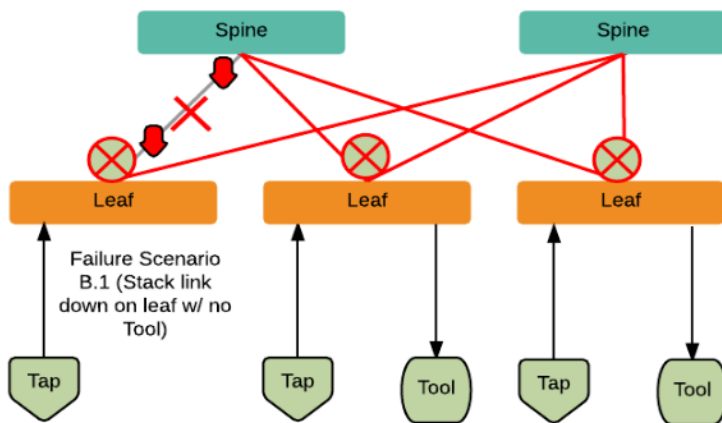 Spine
Spine
Leaf
Leaf
Leaf
Failure Scenario
B.1 (Stack link
down on leaf w/ no
Tool)
Tap
Tap
Tool
Tap
Tool